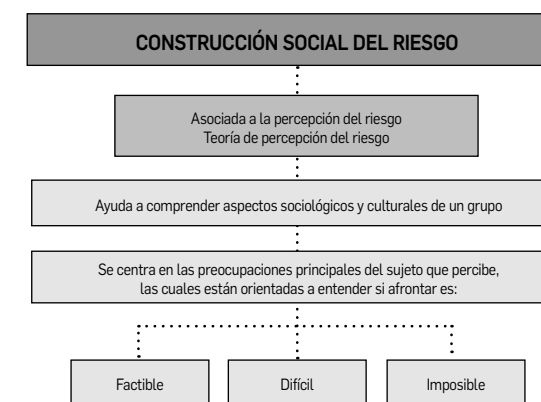 CONSTRUCCIÓN SOCIAL DEL RIESGO
Asociada a la percepción del riesgo
Teoría de percepción del riesgo
Ayuda a comprender aspectos sociológicos y culturales de un grupo
Se centra en las preocupaciones principales del sujeto que percibe,
las cuales están orientadas a entender si afrontar es:
Factible
Difícil
Imposible